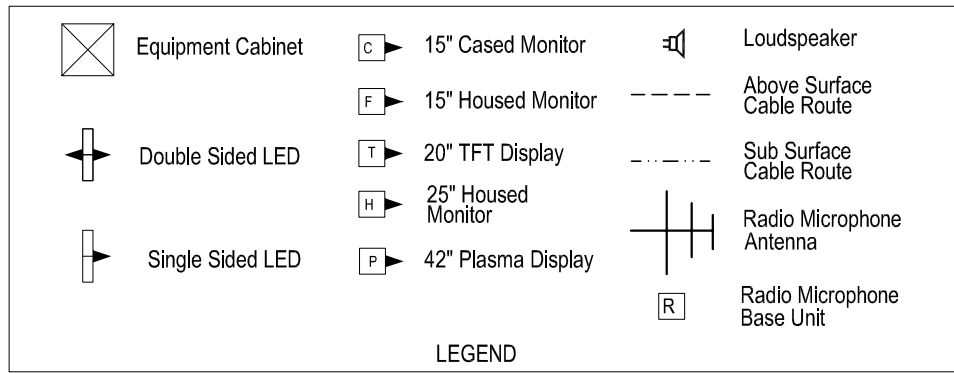 Equipment Cabinet
Double Sided LED
Single Sided LED
C 15" Cased Monitor
F 15" Housed Monitor
T 20" TFT Display
H 25" Housed
Monitor
P 42" Plasma Display
Loudspeaker
Above Surface
Cable Route
Sub Surface
Cable Route
Radio Microphone
Antenna
R Radio Microphone
Base Unit
LEGEND